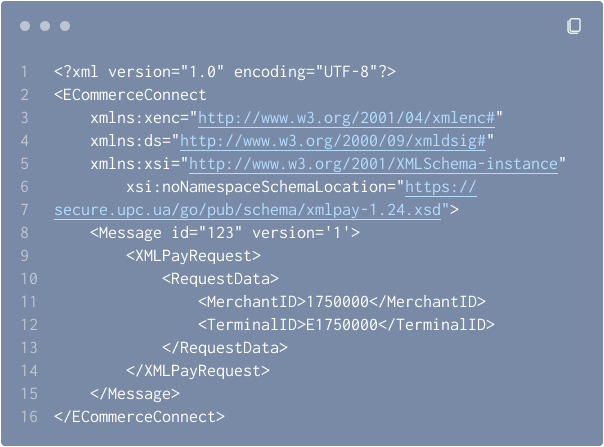 1 <?xml version="1.0" encoding="UTF-8"?>
2 <ECommerceConnect
3 xmlns:xenc="http://www.w3.org/2001/04/xmlenc#"
4 xmlns:ds="http://www.w3.org/2000/09/xmldsig#"
5 xmlns:xsi="http://www.w3.org/2001/XMLSchema-instance"
6 xsi:noNamespaceSchemaLocation="https://
7 secure.upc.ua/go/pub/schema/xmlpay-1.24.xsd">
8 <Message id="123" version='1'>
9 <XMLPayRequest>
10 <RequestData>
11 <MerchantID>1750000</MerchantID>
12 <TerminalID>E1750000</TerminalID>
13 </RequestData>
14 </XMLPayRequest>
15 </Message>
16 </ECommerceConnect>